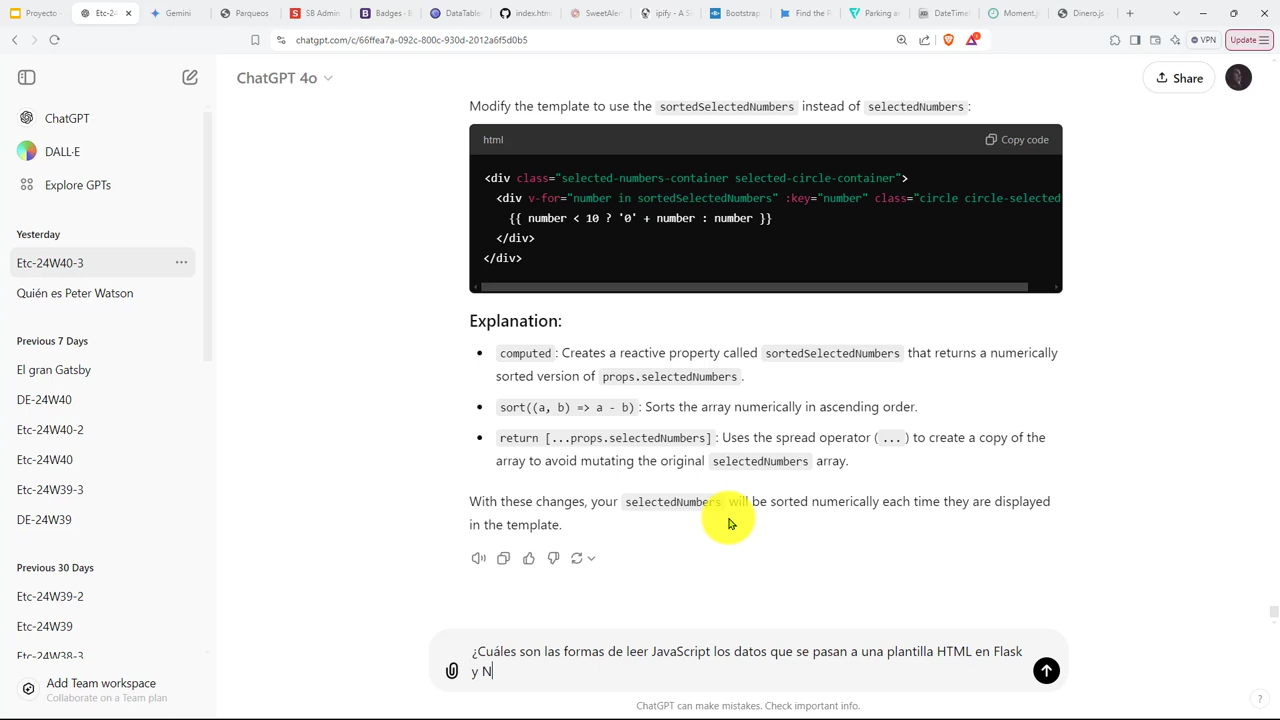 Proyecto
Etc-24
Gemini
Parqueos
SB Admin
Badges - B
DataTable
index.htm
SweetAler
ipify - A S
Bootstrap
Find the P
Parking a
DateTime
Moment.j
Dinero.js -
chatgpt.com/c/66ffea7a-092c-800c-930d-2012a6f5d0b5
VPN
Update
ChatGPT 4o
Share
ChatGPT
DALL·E
Explore GPTs
Yesterday
Etc-24W40-3
Quién es Peter Watson
Previous 7 Days
El gran Gatsby
DE-24W40
Etc-24W40-2
Etc-24W40
Etc-24W39-3
DE-24W39
Previous 30 Days
Etc-24W39-2
Etc-24W39
Etc-24W38-3
Add Team workspace
Collaborate on a Team plan
Modify the template to use the sortedSelectedNumbers instead of selectedNumbers:
html
Copy code
<div class="selected-numbers-container selected-circle-container">
<div v-for="number in sortedSelectedNumbers" :key="number" class="circle circle-selected
{{ number < 10 ? '0' + number : number }}
</div>
</div>
Explanation:
computed: Creates a reactive property called sortedSelectedNumbers that returns a numerically
sorted version of props.selectedNumbers.
sort((a, b) => a - b): Sorts the array numerically in ascending order.
return [...props.selectedNumbers]: Uses the spread operator (...) to create a copy of the
array to avoid mutating the original selectedNumbers array.
With these changes, your selectedNumbers will be sorted numerically each time they are displayed
in the template.
¿Cuáles son las formas de leer JavaScript los datos que se pasan a una plantilla HTML en Flask
y N
ChatGPT can make mistakes. Check important info.
?